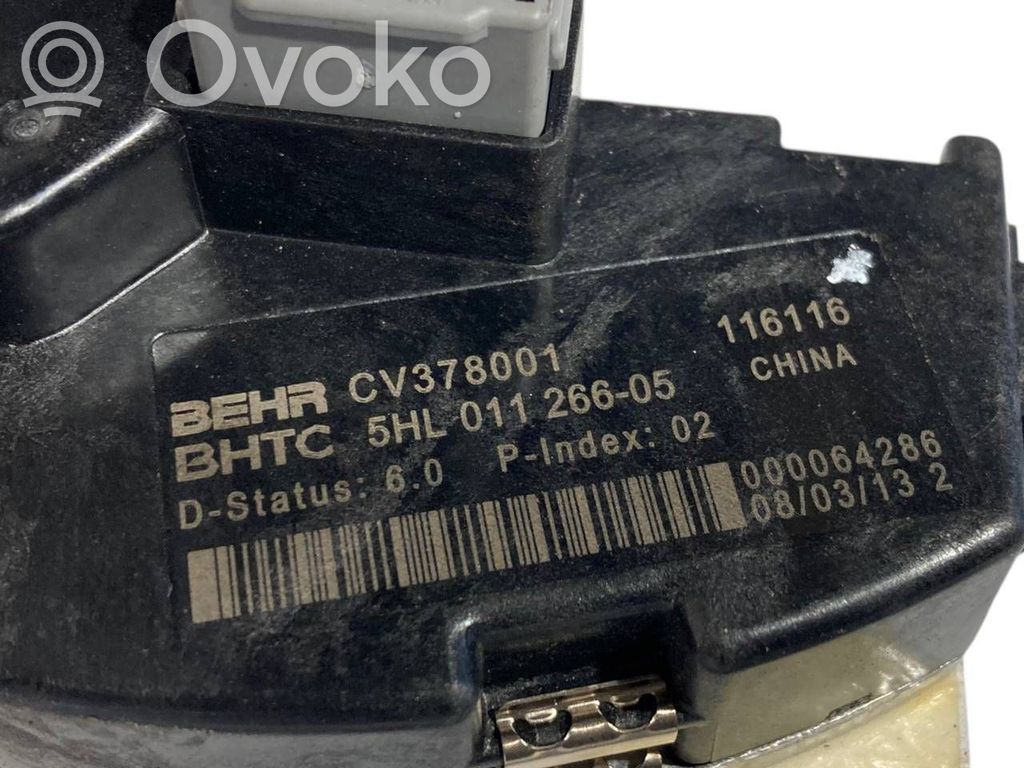 Ovoko
BEHR CV378001 116116
BHTC 5HL 011 266-05 CHINA
D-Status: 6.0 P-Index: 02
000064286
08/03/13 2